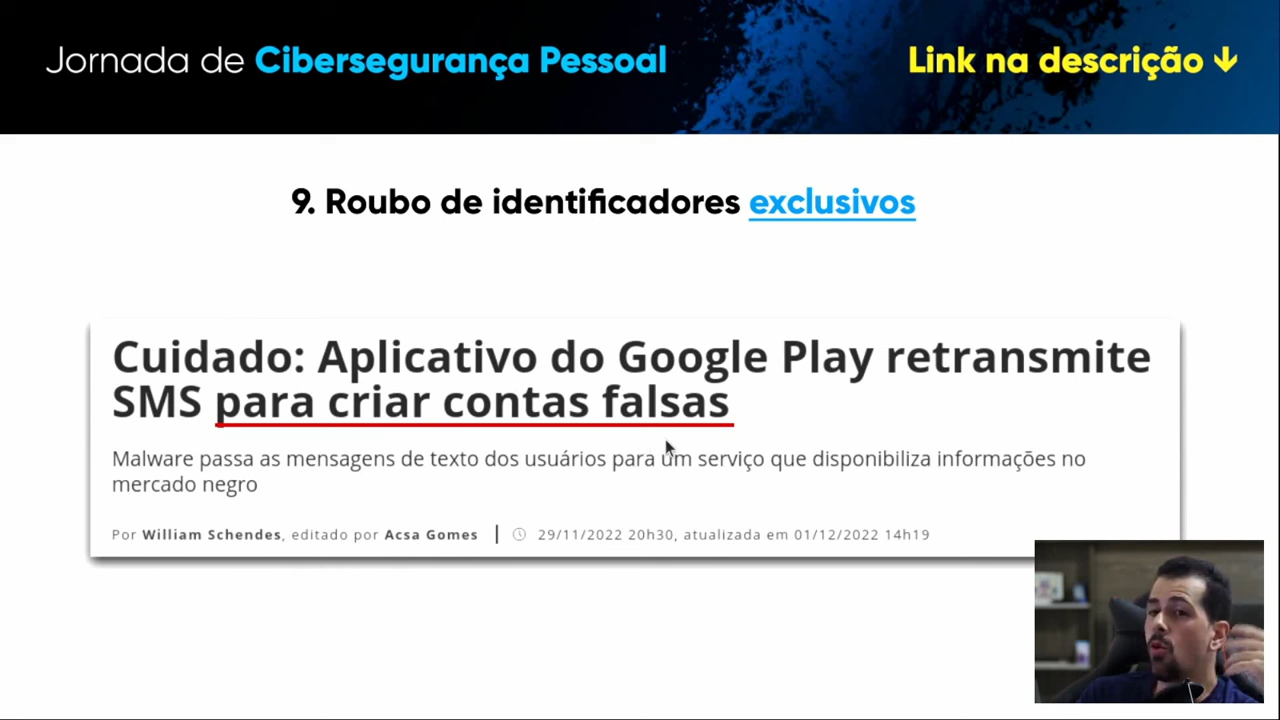 Jornada de Cibersegurança Pessoal
Link na descrição ↓
9. Roubo de identificadores exclusivos
Cuidado: Aplicativo do Google Play retransmite
SMS para criar contas falsas
Malware passa as mensagens de texto dos usuários para um serviço que disponibiliza informações no
mercado negro
Por William Schendes, editado por Acsa Gomes | 29/11/2022 20h30, atualizada em 01/12/2022 14h19